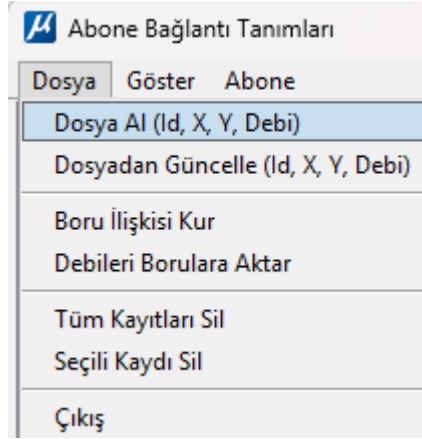 Abone Bağlantı Tanımları
Dosya Göster Abone
Dosya Al (Id, X, Y, Debi)
Dosyadan Güncelle (Id, X, Y, Debi)
Boru İlişkisi Kur
Debileri Borulara Aktar
Tüm Kayıtları Sil
Seçili Kaydı Sil
Çıkış